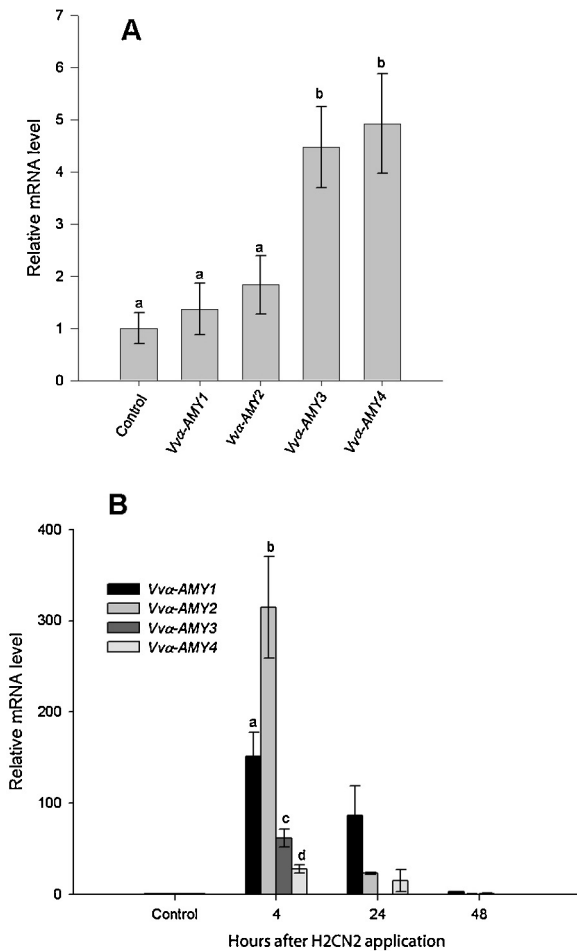 A
Relative mRNA level
7
6
5
4
3
2
1
0
a
a
a
b
b
Control
Vvα-AMY1
Vvα-AMY2
Vvα-AMY3
Vvα-AMY4
B
Relative mRNA level
400
300
200
100
0
Vvα-AMY1
Vvα-AMY2
Vvα-AMY3
Vvα-AMY4
a
b
c
d
Control
4
24
48
Hours after H2CN2 application